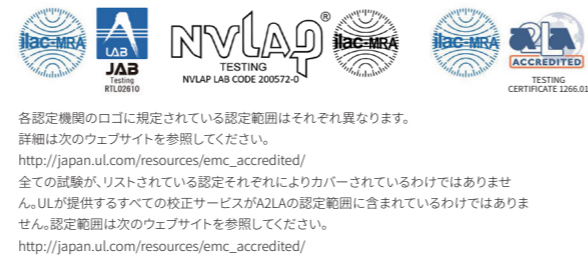 ilac-MRA
LAB
JAB
Testing
RTL02610
NVLAP®
TESTING
NVLAP LAB CODE 200572-0
ilac-MRA
ilac-MRA
A2LA
ACCREDITED
TESTING
CERTIFICATE 1266.01
各認定機関のロゴに規定されている認定範囲はそれぞれ異なります。
詳細は次のウェブサイトを参照してください。
http://japan.ul.com/resources/emc_accredited/
全ての試験が、リストされている認定それぞれによりカバーされているわけではありませ
ん。ULが提供するすべての校正サービスがA2LAの認定範囲に含まれているわけではありま
せん。認定範囲は次のウェブサイトを参照してください。
http://japan.ul.com/resources/emc_accredited/